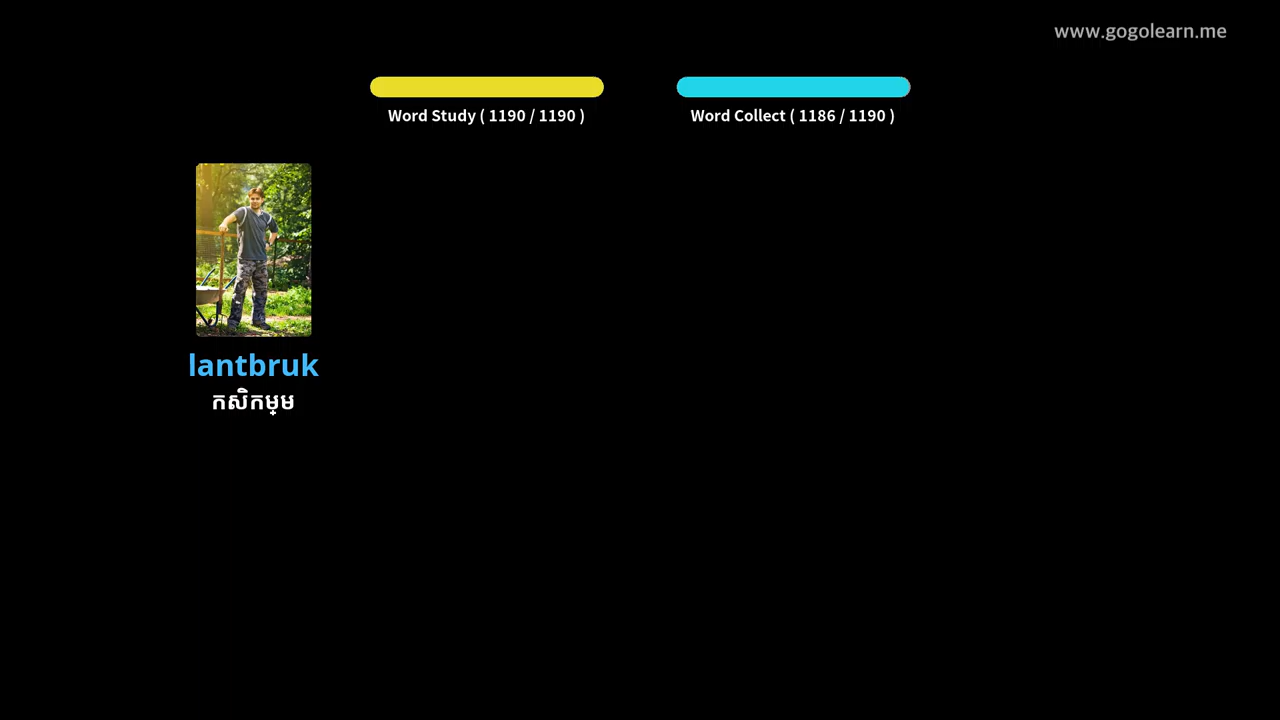 www.gogolearn.me
Word Study ( 1190 / 1190 )
Word Collect ( 1186 / 1190 )
lantbruk
កសិកម្ម